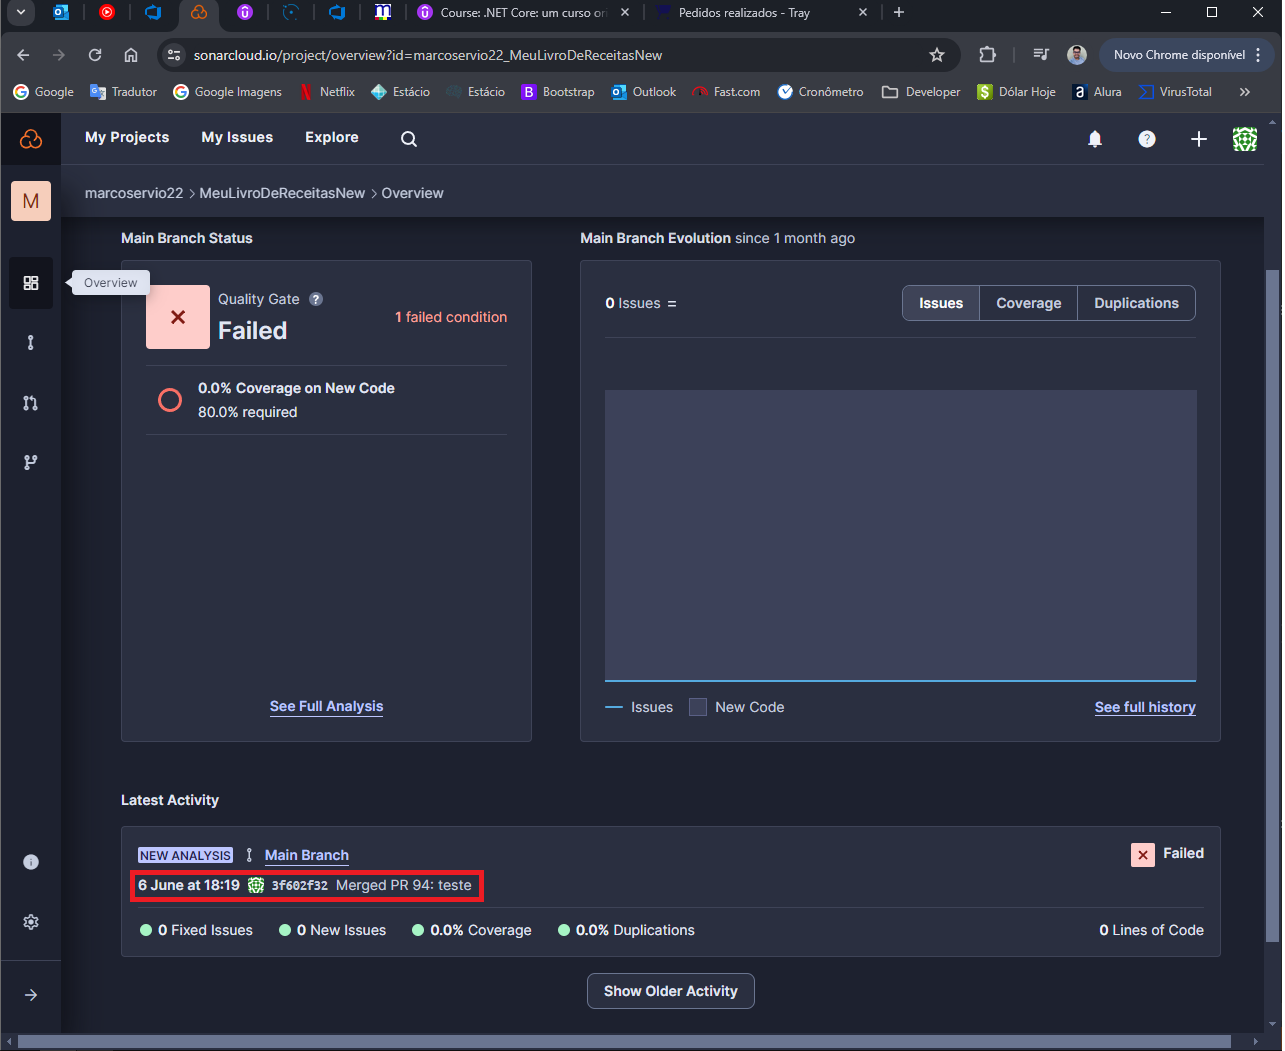 Course: .NET Core: um curso ori
Pedidos realizados - Tray
sonarcloud.io/project/overview?id=marcoservio22_MeuLivroDeReceitasNew
Novo Chrome disponível
Google
Tradutor
Google Imagens
Netflix
Estácio
Estácio
Bootstrap
Outlook
Fast.com
Cronômetro
Developer
Dólar Hoje
Alura
VirusTotal
My Projects
My Issues
Explore
M
marcoservio22 > MeuLivroDeReceitasNew > Overview
Overview
Main Branch Status
Quality Gate ?
Failed
1 failed condition
0.0% Coverage on New Code
80.0% required
See Full Analysis
Main Branch Evolution since 1 month ago
0 Issues =
Issues
Coverage
Duplications
Issues
New Code
See full history
Latest Activity
NEW ANALYSIS
Main Branch
Failed
6 June at 18:19 3f602f32 Merged PR 94: teste
0 Fixed Issues
0 New Issues
0.0% Coverage
0.0% Duplications
0 Lines of Code
Show Older Activity